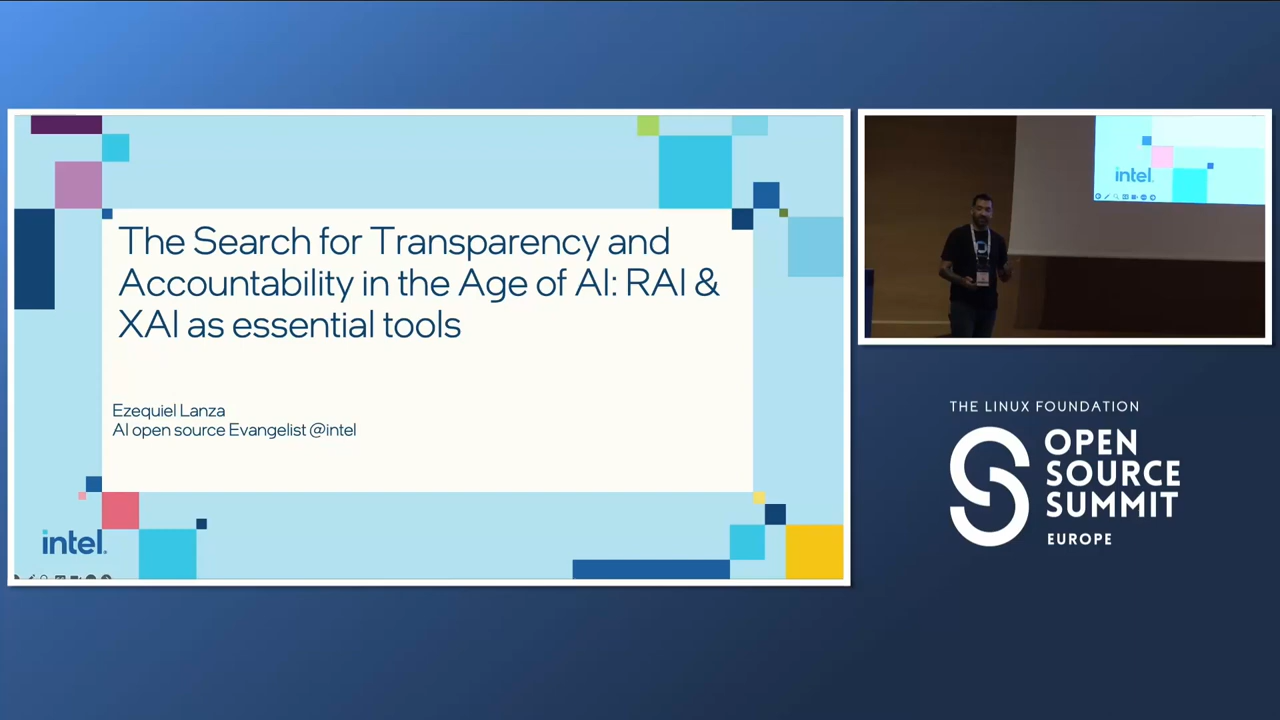 The Search for Transparency and
Accountability in the Age of AI: RAI &
XAI as essential tools
Ezequiel Lanza
AI open source Evangelist @intel
intel.
intel.
THE LINUX FOUNDATION
OPEN
SOURCE
SUMMIT
EUROPE